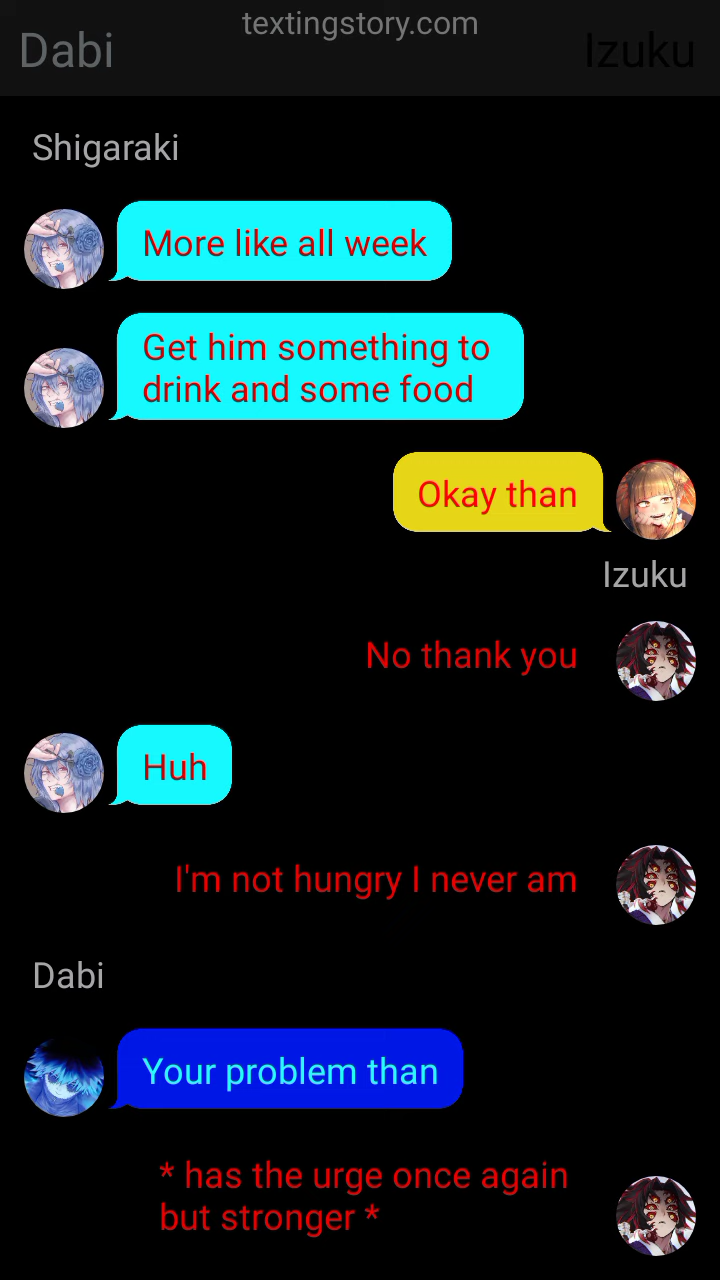 textingstory.com
Dabi
Izuku
Shigaraki
More like all week
Get him something to
drink and some food
Okay than
Izuku
No thank you
Huh
I'm not hungry I never am
Dabi
Your problem than
* has the urge once again
but stronger *